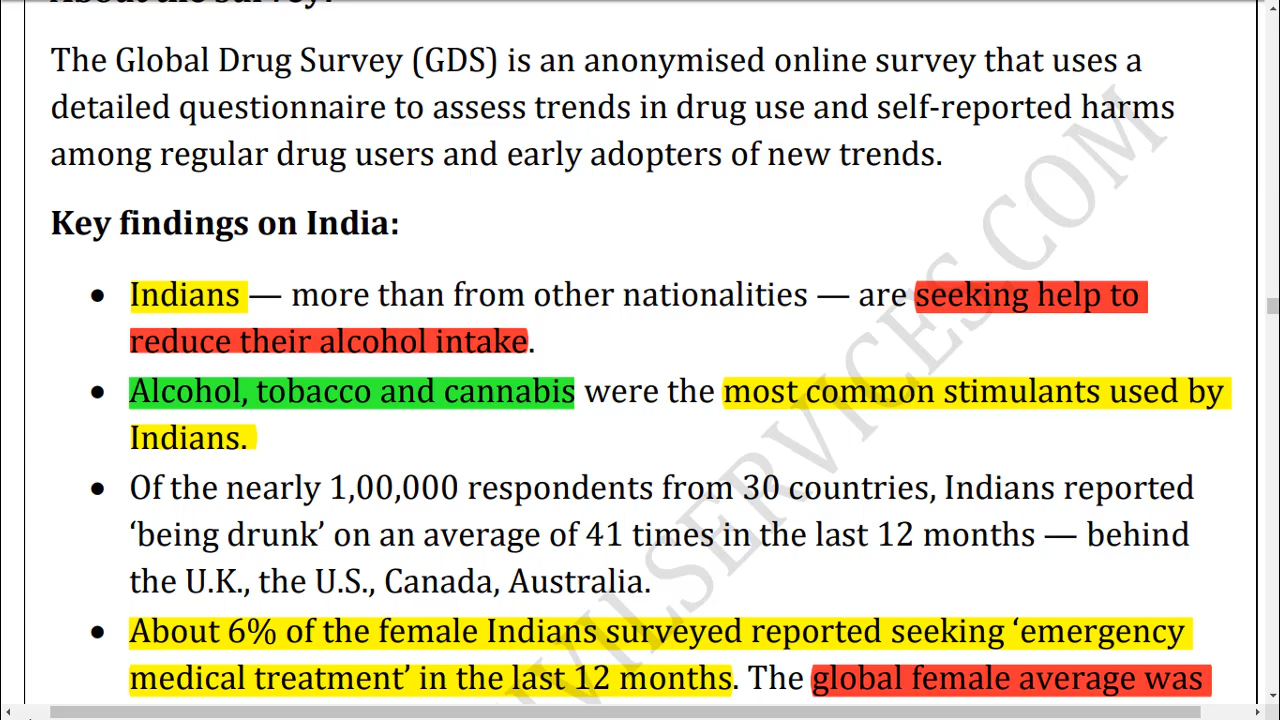 About the survey:
The Global Drug Survey (GDS) is an anonymised online survey that uses a
detailed questionnaire to assess trends in drug use and self-reported harms
among regular drug users and early adopters of new trends.
Key findings on India:
• Indians — more than from other nationalities — are seeking help to
reduce their alcohol intake.
• Alcohol, tobacco and cannabis were the most common stimulants used by
Indians.
• Of the nearly 1,00,000 respondents from 30 countries, Indians reported
‘being drunk’ on an average of 41 times in the last 12 months — behind
the U.K., the U.S., Canada, Australia.
• About 6% of the female Indians surveyed reported seeking ‘emergency
medical treatment’ in the last 12 months. The global female average was
IVILSERVICES.COM